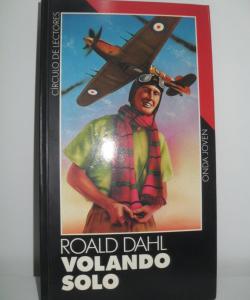 CÍRCULO DE LECTORES
ONDA JOVEN
ROALD DAHL
VOLANDO
SOLO